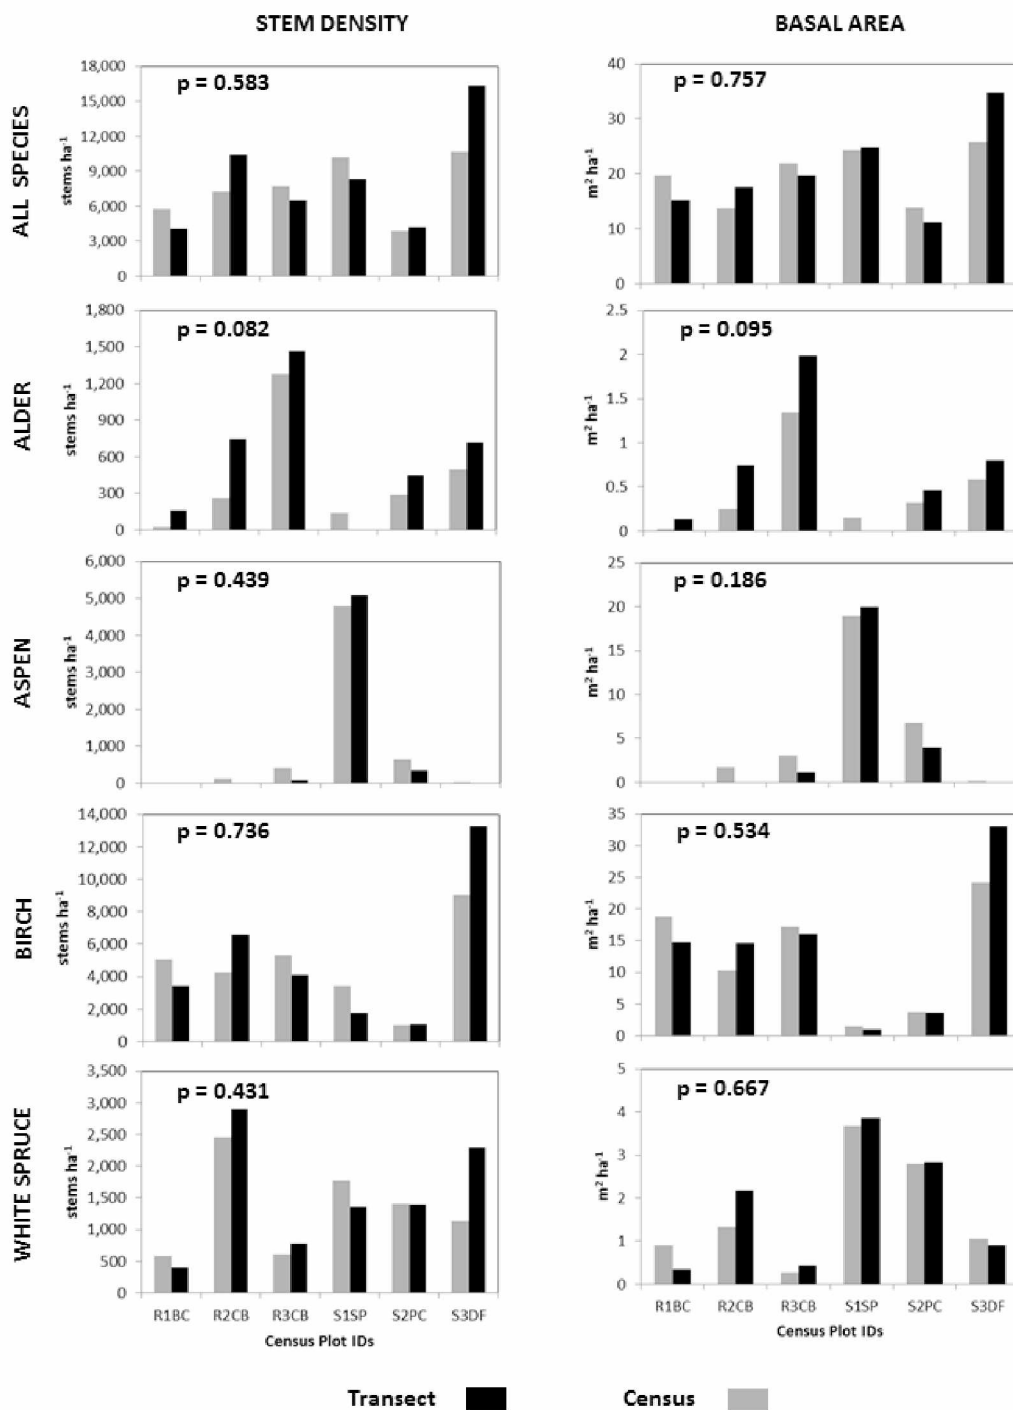 STEM DENSITY
BASAL AREA
ALL SPECIES
stems ha-1
18,000
15,000
12,000
9,000
6,000
3,000
0
p = 0.583
m2 ha-1
40
30
20
10
0
p = 0.757
ALDER
stems ha-1
1,800
1,500
1,200
900
600
300
0
p = 0.082
m2 ha-1
2.5
2
1.5
1
0.5
0
p = 0.095
ASPEN
stems ha-1
6,000
5,000
4,000
3,000
2,000
1,000
0
p = 0.439
m2 ha-1
25
20
15
10
5
0
p = 0.186
BIRCH
stems ha-1
14,000
12,000
10,000
8,000
6,000
4,000
2,000
0
p = 0.736
m2 ha-1
35
30
25
20
15
10
5
0
p = 0.534
WHITE SPRUCE
stems ha-1
3,500
3,000
2,500
2,000
1,500
1,000
500
0
p = 0.431
R1BC R2CB R3CB S1SP S2PC S3DF
Census Plot IDs
m2 ha-1
5
4
3
2
1
0
p = 0.667
R1BC R2CB R3CB S1SP S2PC S3DF
Census Plot IDs
Transect
Census